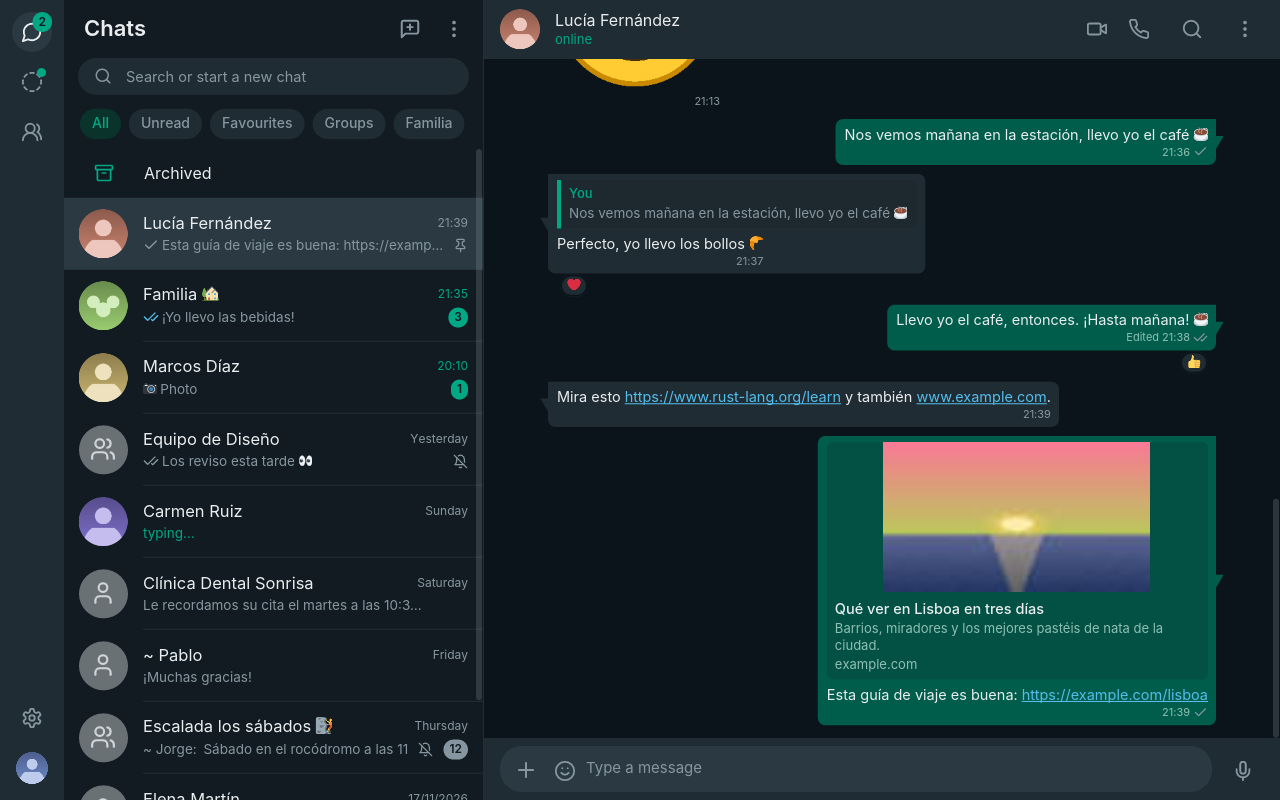 2
Chats
Search or start a new chat
All
Unread
Favourites
Groups
Familia
Archived
Lucía Fernández
21:39
Esta guía de viaje es buena: https://examp...
Familia
21:35
¡Yo llevo las bebidas!
3
Marcos Díaz
20:10
Photo
1
Equipo de Diseño
Yesterday
Los reviso esta tarde 👀
Carmen Ruiz
Sunday
typing...
Clínica Dental Sonrisa
Saturday
Le recordamos su cita el martes a las 10:3...
~ Pablo
Friday
¡Muchas gracias!
Escalada los sábados
Thursday
~ Jorge: Sábado en el rocódromo a las 11
12
Elena Martín
17/11/2026
Lucía Fernández
online
21:13
Nos vemos mañana en la estación, llevo yo el café ☕
21:36
You
Nos vemos mañana en la estación, llevo yo el café ☕
Perfecto, yo llevo los bollos 🥐
21:37
❤️
Llevo yo el café, entonces. ¡Hasta mañana! ☕
Edited 21:38
👍
Mira esto https://www.rust-lang.org/learn y también www.example.com.
21:39
Qué ver en Lisboa en tres días
Barrios, miradores y los mejores pastéis de nata de la
ciudad.
example.com
Esta guía de viaje es buena: https://example.com/lisboa
21:39
Type a message